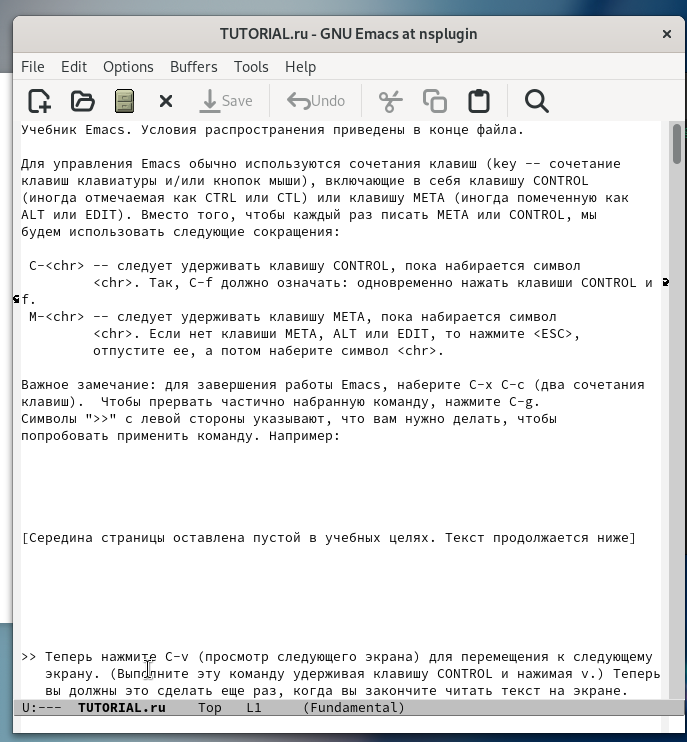 TUTORIAL.ru - GNU Emacs at nsplugin
File Edit Options Buffers Tools Help
Save Undo
Учебник Emacs. Условия распространения приведены в конце файла.
Для управления Emacs обычно используются сочетания клавиш (key -- сочетание
клавиш клавиатуры и/или кнопок мыши), включающие в себя клавишу CONTROL
(иногда отмечаемая как CTRL или CTL) или клавишу META (иногда помеченную как
ALT или EDIT). Вместо того, чтобы каждый раз писать META или CONTROL, мы
будем использовать следующие сокращения:
C-<chr> -- следует удерживать клавишу CONTROL, пока набирается символ
<chr>. Так, C-f должно означать: одновременно нажать клавиши CONTROL и
f.
M-<chr> -- следует удерживать клавишу META, пока набирается символ
<chr>. Если нет клавиши META, ALT или EDIT, то нажмите <ESC>,
отпустите ее, а потом наберите символ <chr>.
Важное замечание: для завершения работы Emacs, наберите C-x C-c (два сочетания
клавиш).  Чтобы прервать частично набранную команду, нажмите C-g.
Символы ">>" с левой стороны указывают, что вам нужно делать, чтобы
попробовать применить команду. Например:
[Середина страницы оставлена пустой в учебных целях. Текст продолжается ниже]
>> Теперь нажмите C-v (просмотр следующего экрана) для перемещения к следующему
экрану. (Выполните эту команду удерживая клавишу CONTROL и нажимая v.) Теперь
вы должны это сделать еще раз, когда вы закончите читать текст на экране.
U:---  TUTORIAL.ru    Top   L1     (Fundamental)